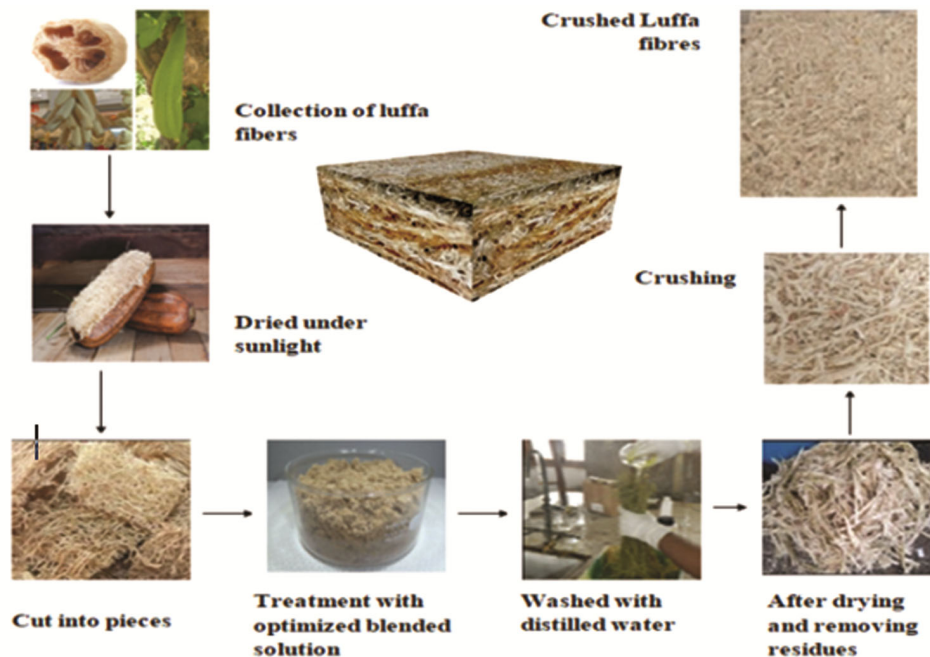 Collection of luffa
fibers
Dried under
sunlight
Cut into pieces
Treatment with
optimized blended
solution
Washed with
distilled water
After drying
and removing
residues
Crushing
Crushed Luffa
fibres